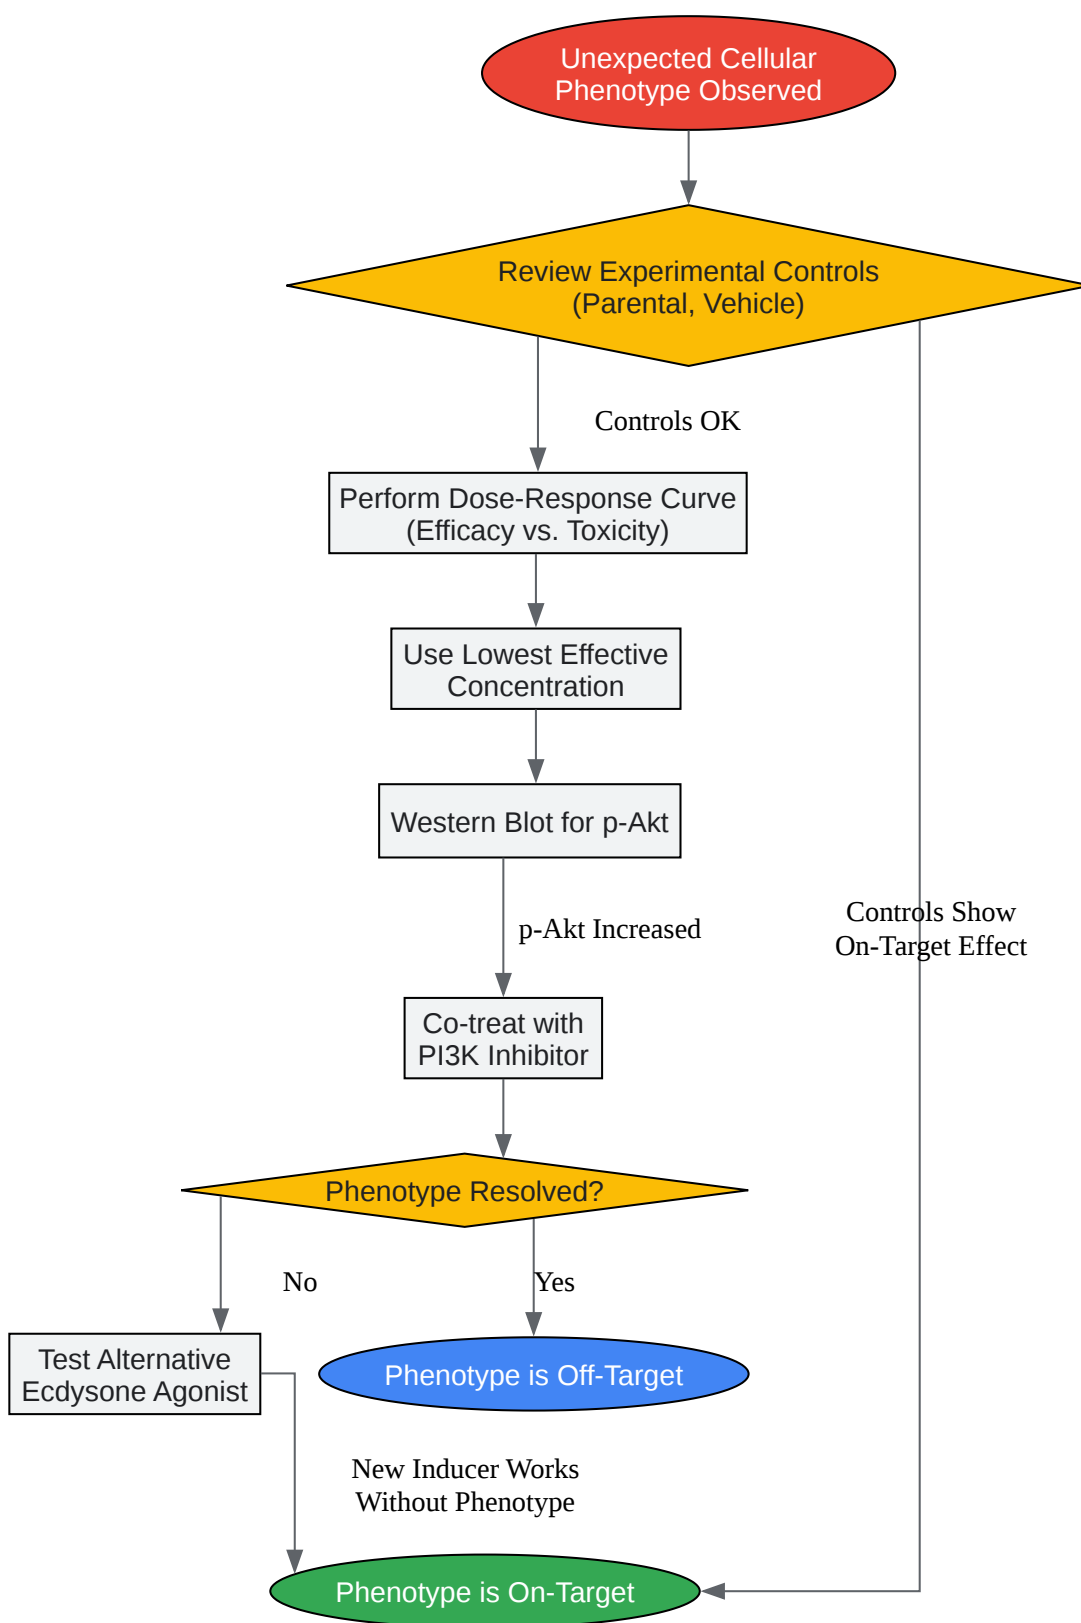 Unexpected Cellular
Phenotype Observed
Review Experimental Controls
(Parental, Vehicle)
Controls OK
Perform Dose-Response Curve
(Efficacy vs. Toxicity)
Use Lowest Effective
Concentration
Western Blot for p-Akt
Controls Show
On-Target Effect
p-Akt Increased
Co-treat with
PI3K Inhibitor
Phenotype Resolved?
No
Yes
Test Alternative
Ecdysone Agonist
Phenotype is Off-Target
New Inducer Works
Without Phenotype
Phenotype is On-Target